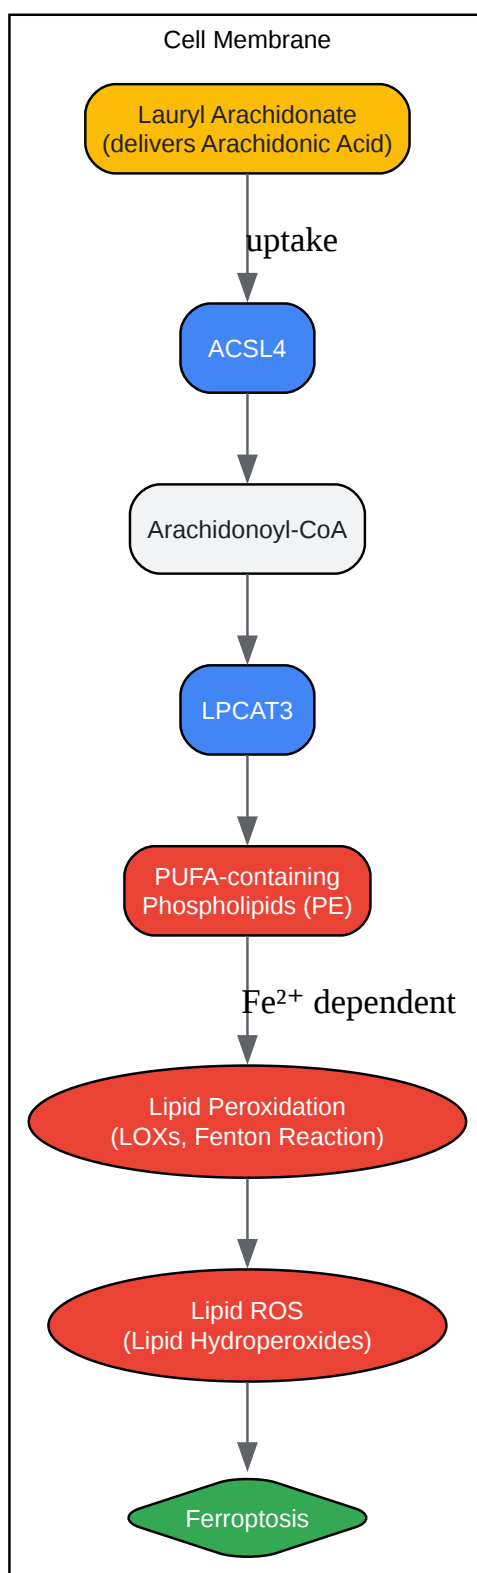 Cell Membrane
Lauryl Arachidonate
(delivers Arachidonic Acid)
uptake
ACSL4
Arachidonoyl-CoA
LPCAT3
PUFA-containing
Phospholipids (PE)
Fe²⁺ dependent
Lipid Peroxidation
(LOXs, Fenton Reaction)
Lipid ROS
(Lipid Hydroperoxides)
Ferroptosis